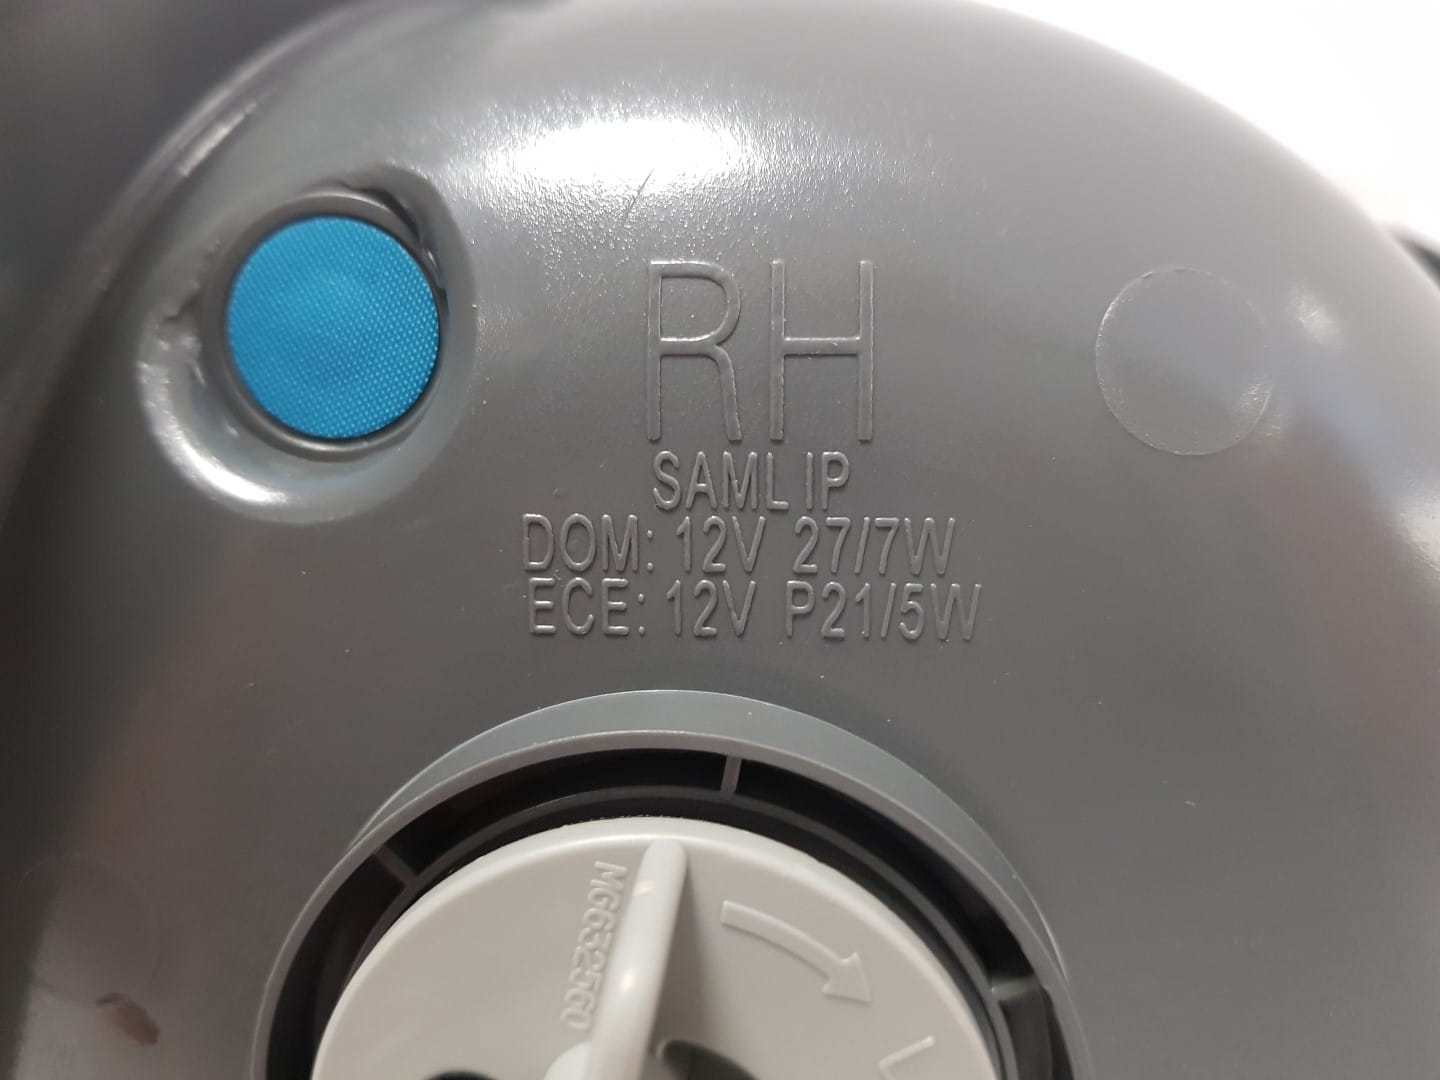 RH
SAML IP
DOM: 12V 27/7W
ECE: 12V P21/5W
MG632560